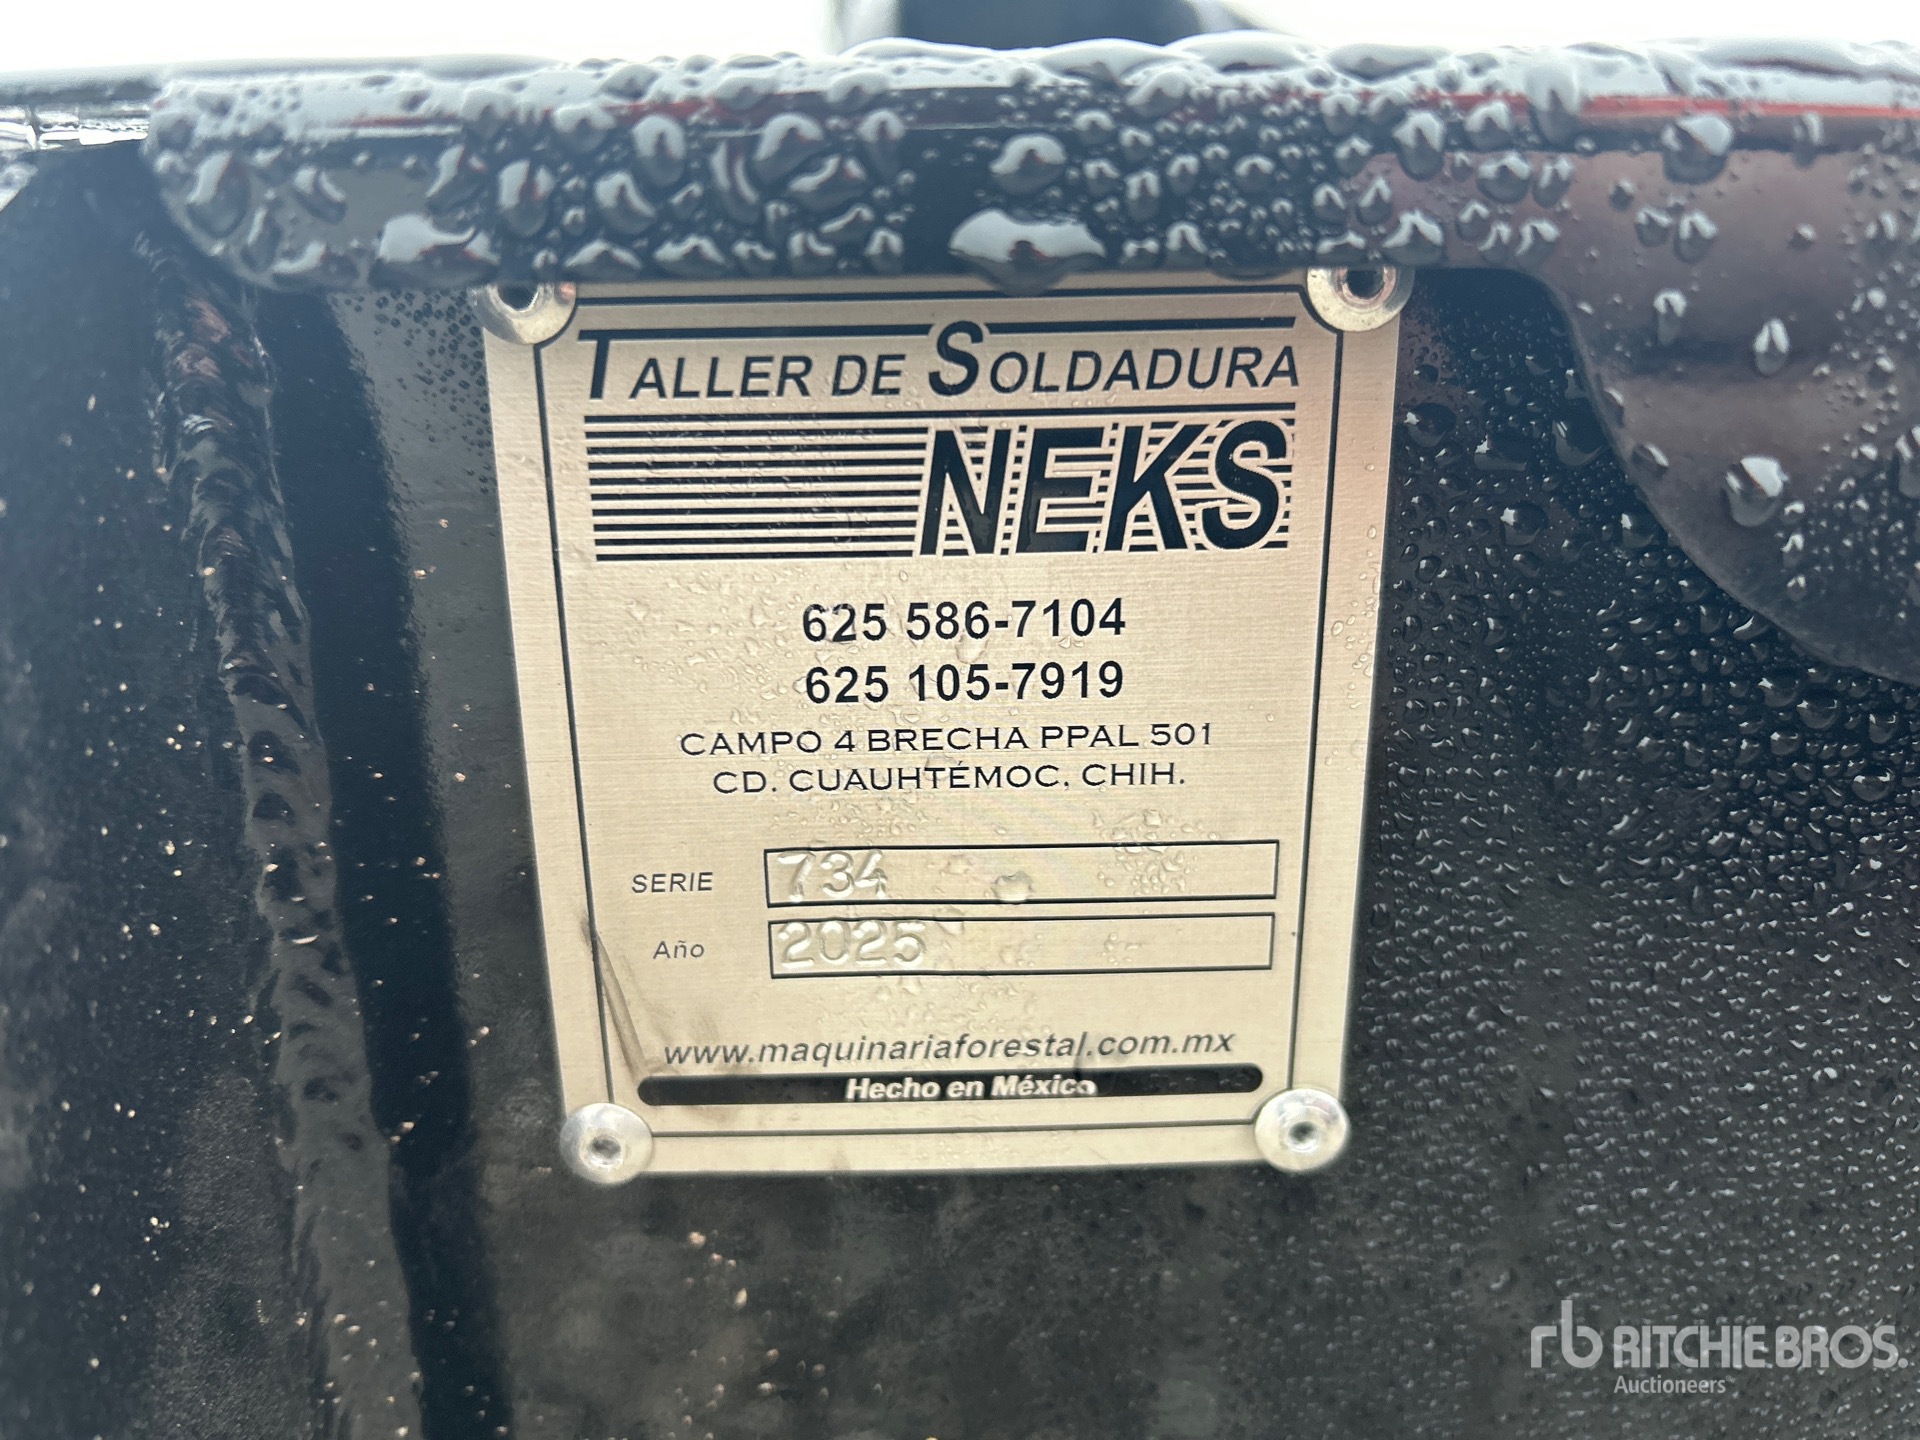 TALLER DE SOLDADURA
NEKS
625 586-7104
625 105-7919
CAMPO 4 BRECHA PPAL 501
CD. CUAUHTÉMOC, CHIH.
SERIE 734
Año 2025
www.maquinariaforestal.com.mx
Hecho en México
rb RITCHIE BROS.
Auctioneers